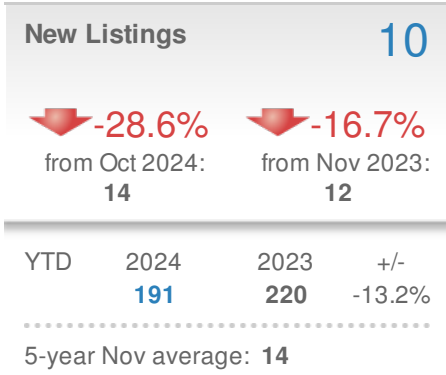 New Listings 10
-28.6% -16.7%
from Oct 2024: from Nov 2023:
14 12
YTD 2024 2023 +/-
191 220 -13.2%
5-year Nov average: 14